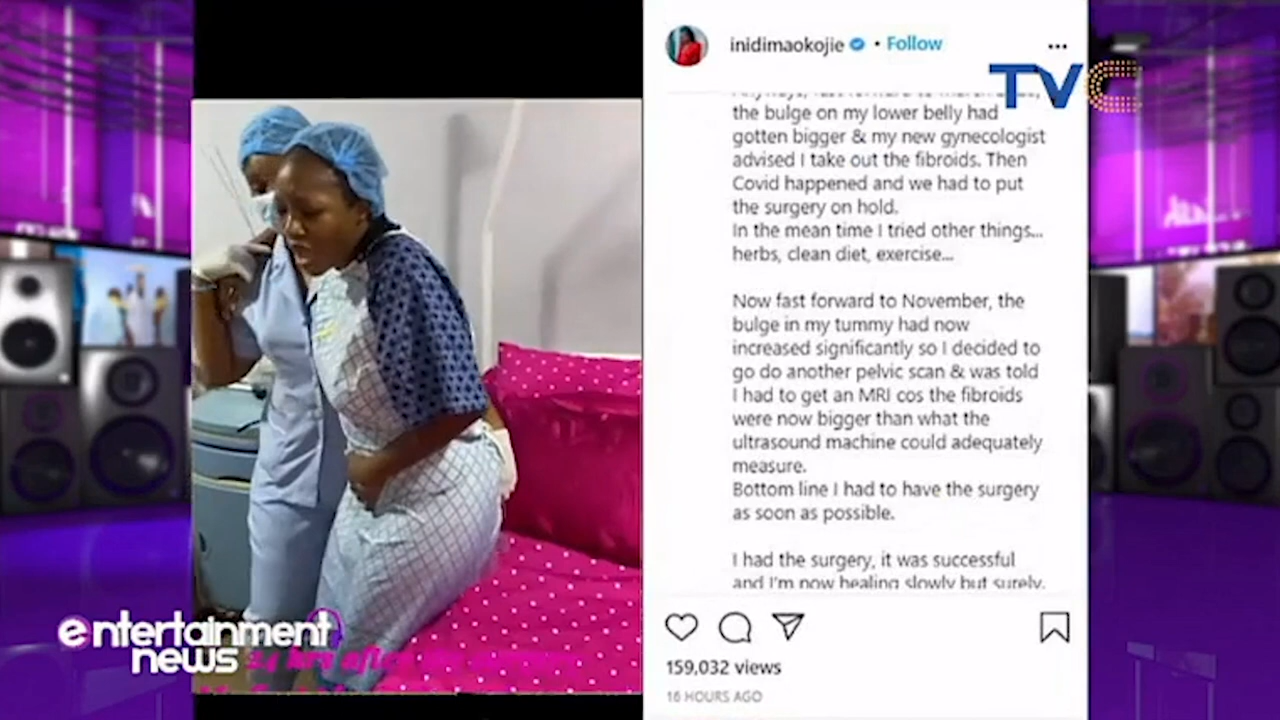 inidimaokojie • Follow
TVC
the bulge on my lower belly had
gotten bigger & my new gynecologist
advised I take out the fibroids. Then
Covid happened and we had to put
the surgery on hold.
In the mean time I tried other things...
herbs, clean diet, exercise...
Now fast forward to November, the
bulge in my tummy had now
increased significantly so I decided to
go do another pelvic scan & was told
I had to get an MRI cos the fibroids
were now bigger than what the
ultrasound machine could adequately
measure.
Bottom line I had to have the surgery
as soon as possible.
I had the surgery, it was successful
and I'm now healing slowly but surely.
159,032 views
16 HOURS AGO
entertainment
news
24 hrs after